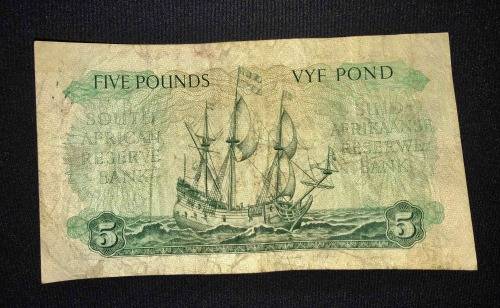 FIVE POUNDS
VYF POND
SOUTH
AFRICAN
RESERVE
BANK
SUID-
AFRIKAANSE
RESERWE
BANK
5
5